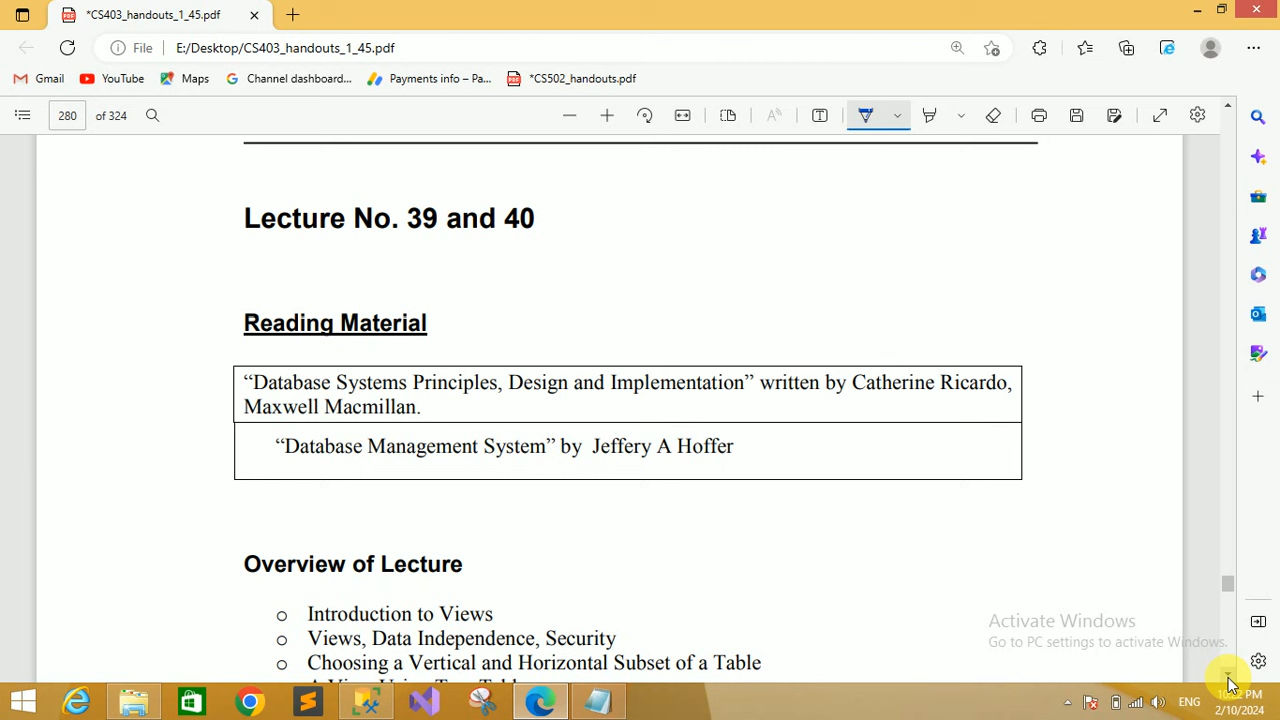 *CS403_handouts_1_45.pdf
File E:/Desktop/CS403_handouts_1_45.pdf
Gmail YouTube Maps Channel dashboard... Payments info – Pa... *CS502_handouts.pdf
280 of 324
Lecture No. 39 and 40
Reading Material
“Database Systems Principles, Design and Implementation” written by Catherine Ricardo,
Maxwell Macmillan.
“Database Management System” by Jeffery A Hoffer
Overview of Lecture
o Introduction to Views
o Views, Data Independence, Security
o Choosing a Vertical and Horizontal Subset of a Table
Activate Windows
Go to PC settings to activate Windows.
ENG
2/10/2024